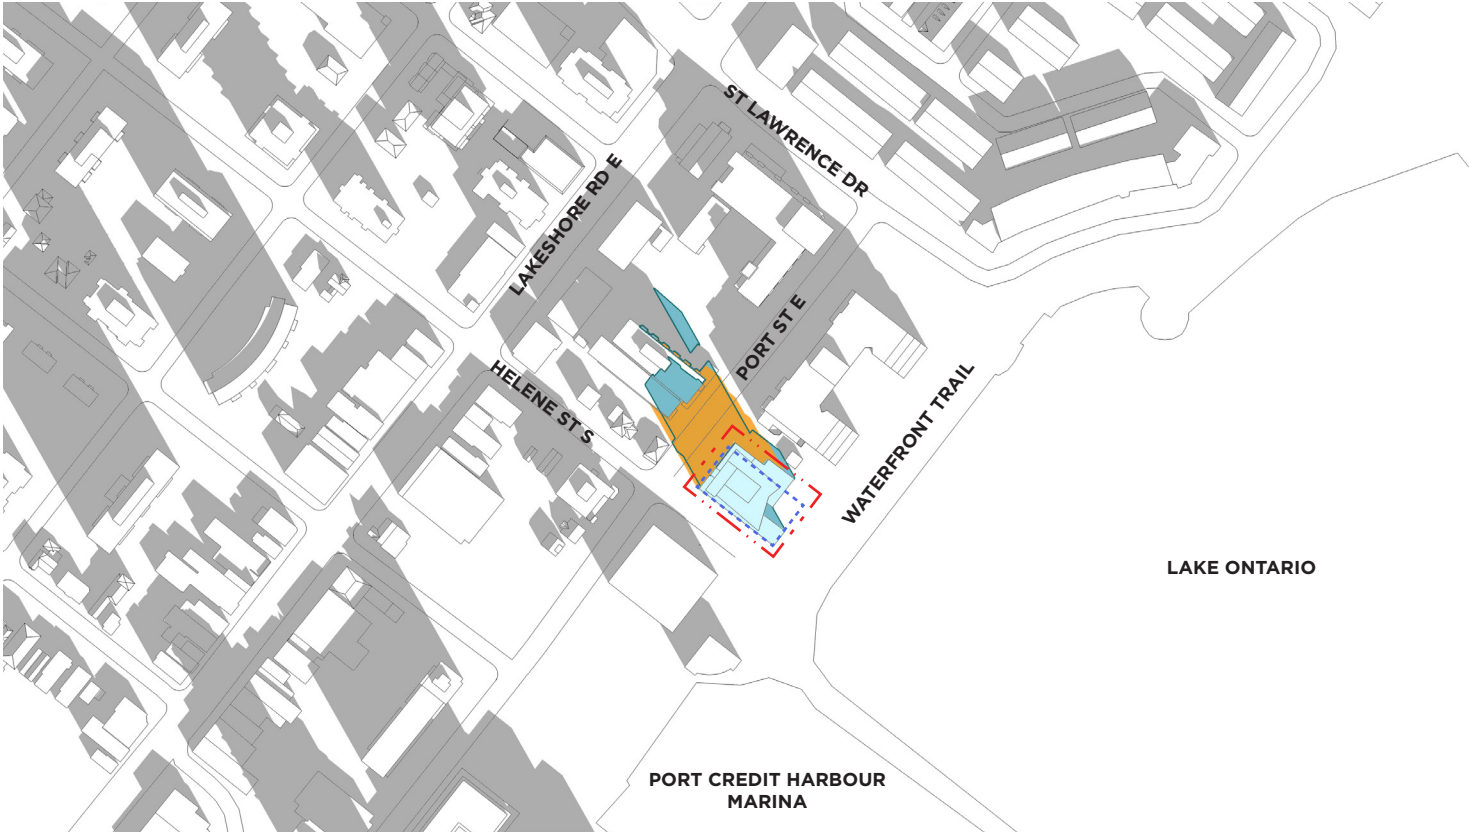 ST LAWRENCE DR
LAKESHORE RD E
PORT ST E
HELENE ST S
WATERFRONT TRAIL
LAKE ONTARIO
PORT CREDIT HARBOUR
MARINA